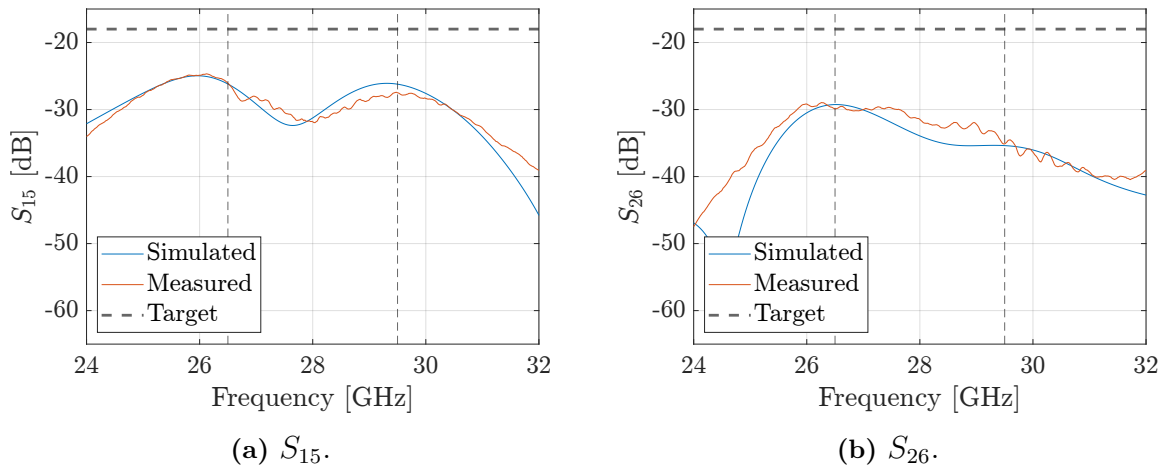 -20
-30
-40
-50
-60
S₁₅ [dB]
Simulated
Measured
Target
24 26 28 30 32
Frequency [GHz]
(a) S₁₅.
-20
-30
-40
-50
-60
S₂₆ [dB]
Simulated
Measured
Target
24 26 28 30 32
Frequency [GHz]
(b) S₂₆.